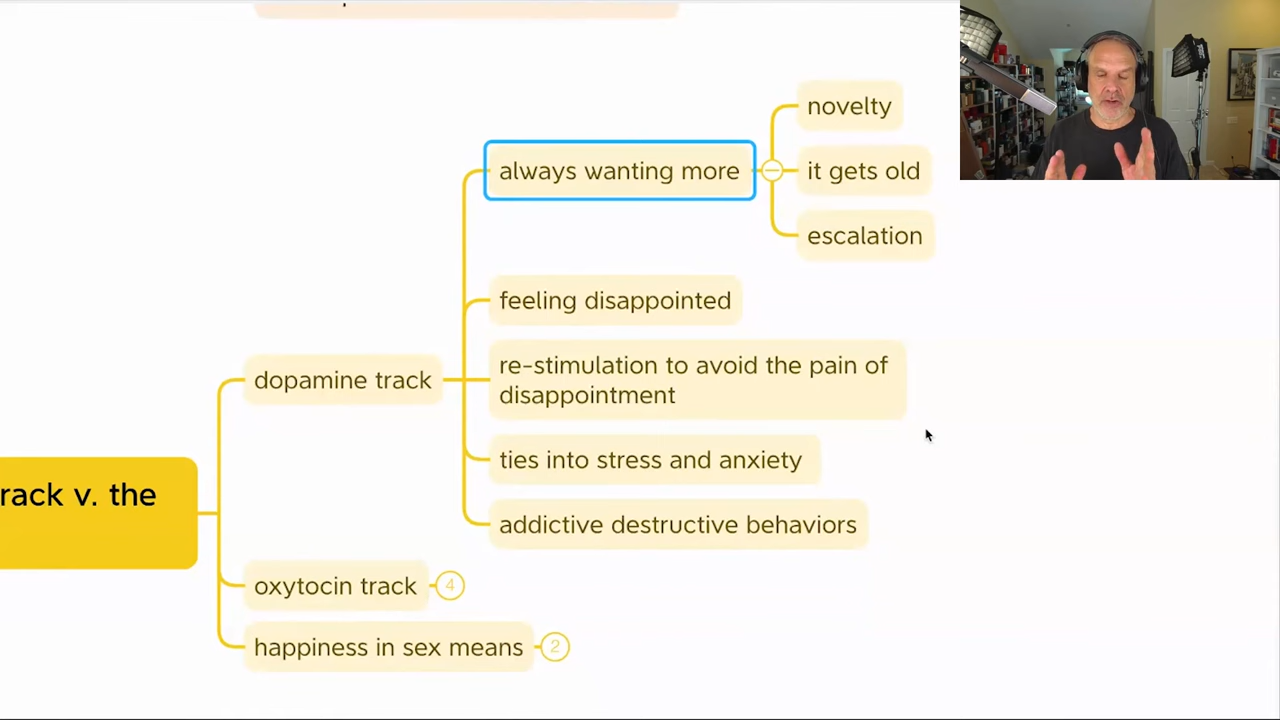 always wanting more
novelty
it gets old
escalation
feeling disappointed
re-stimulation to avoid the pain of
disappointment
dopamine track
ties into stress and anxiety
addictive destructive behaviors
rack v. the
oxytocin track
4
happiness in sex means
2